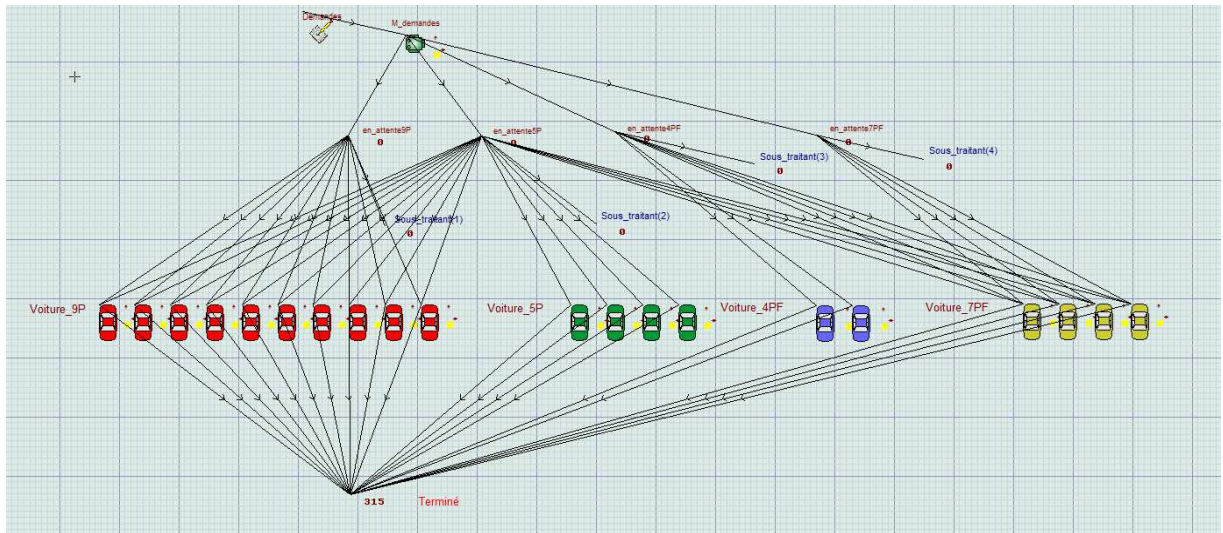 Demandes
M_demandes
en_attente9P
0
en_attente5P
0
en_attente4PF
0
en_attente7PF
0
Sous_traitant(3)
0
Sous_traitant(4)
0
Sous_traitant(1)
0
Sous_traitant(2)
0
Voiture_9P
Voiture_5P
Voiture_4PF
Voiture_7PF
315 Terminé